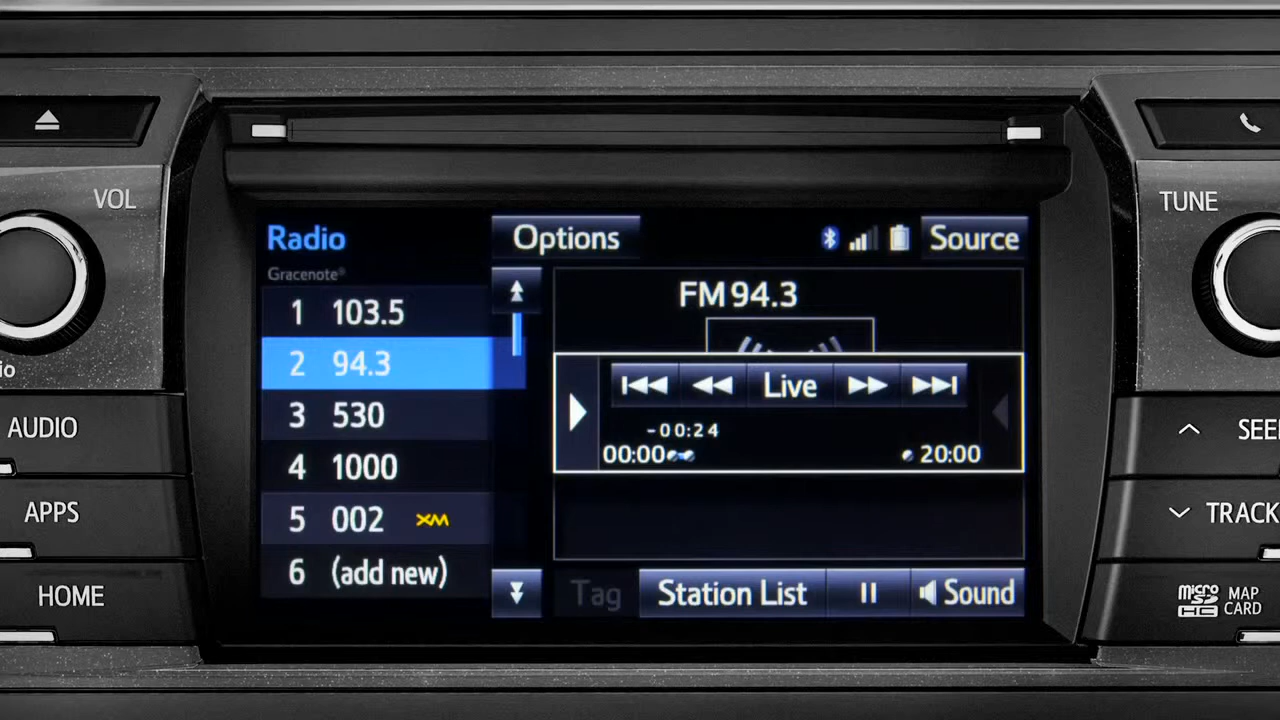 VOL
TUNE
Radio
Options
Source
Gracenote®
FM 94.3
1 103.5
2 94.3
3 530
4 1000
5 002 XM
6 (add new)
Live
-00:24
00:00
20:00
Tag
Station List
Sound
io
AUDIO
APPS
HOME
SEE
TRACK
micro SD HC
MAP
CARD